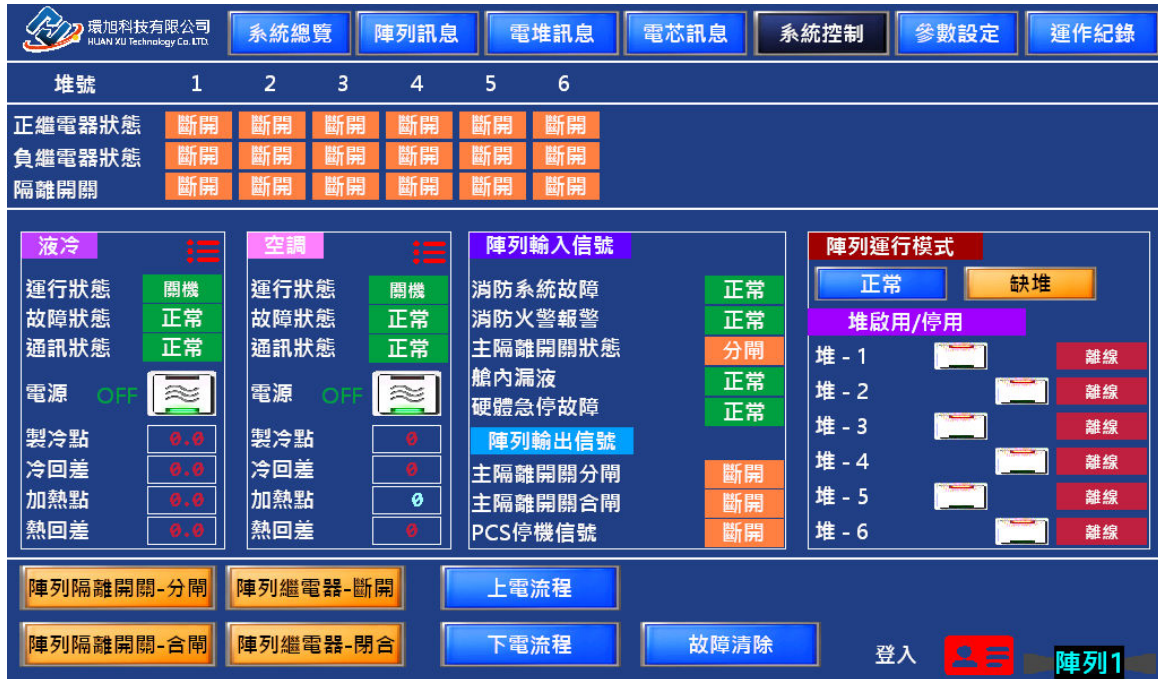 環旭科技有限公司
HUAN XU Technology Co. LTD.
系統總覽 陣列訊息 電堆訊息 電芯訊息 系統控制 參數設定 運作紀錄
堆號 1 2 3 4 5 6
正繼電器狀態 斷開 斷開 斷開 斷開 斷開 斷開
負繼電器狀態 斷開 斷開 斷開 斷開 斷開 斷開
隔離開關 斷開 斷開 斷開 斷開 斷開 斷開
液冷
運行狀態 關機
故障狀態 正常
通訊狀態 正常
電源 OFF
製冷點 0.0
冷回差 0.0
加熱點 0.0
熱回差 0.0
空調
運行狀態 關機
故障狀態 正常
通訊狀態 正常
電源 OFF
製冷點 0
冷回差 0
加熱點 0
熱回差 0
陣列輸入信號
消防系統故障 正常
消防火警報警 正常
主隔離開關狀態 分閘
艙內漏液 正常
硬體急停故障 正常
陣列輸出信號
主隔離開關分閘 斷開
主隔離開關合閘 斷開
PCS停機信號 斷開
陣列運行模式
正常 缺堆
堆啟用/停用
堆 - 1 離線
堆 - 2 離線
堆 - 3 離線
堆 - 4 離線
堆 - 5 離線
堆 - 6 離線
陣列隔離開關-分閘 陣列繼電器-斷開 上電流程
陣列隔離開關-合閘 陣列繼電器-閉合 下電流程 故障清除 登入 陣列1